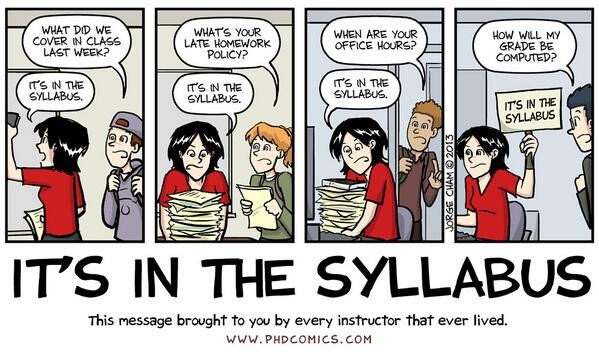 WHAT DID WE
COVER IN CLASS
LAST WEEK?
IT'S IN THE
SYLLABUS.
WHAT'S YOUR
LATE HOMEWORK
POLICY?
IT'S IN THE
SYLLABUS.
WHEN ARE YOUR
OFFICE HOURS?
IT'S IN THE
SYLLABUS.
JORGE CHAM © 2013
HOW WILL MY
GRADE BE
COMPUTED?
IT'S IN THE
SYLLABUS
IT'S IN THE SYLLABUS
This message brought to you by every instructor that ever lived.
WWW.PHDCOMICS.COM